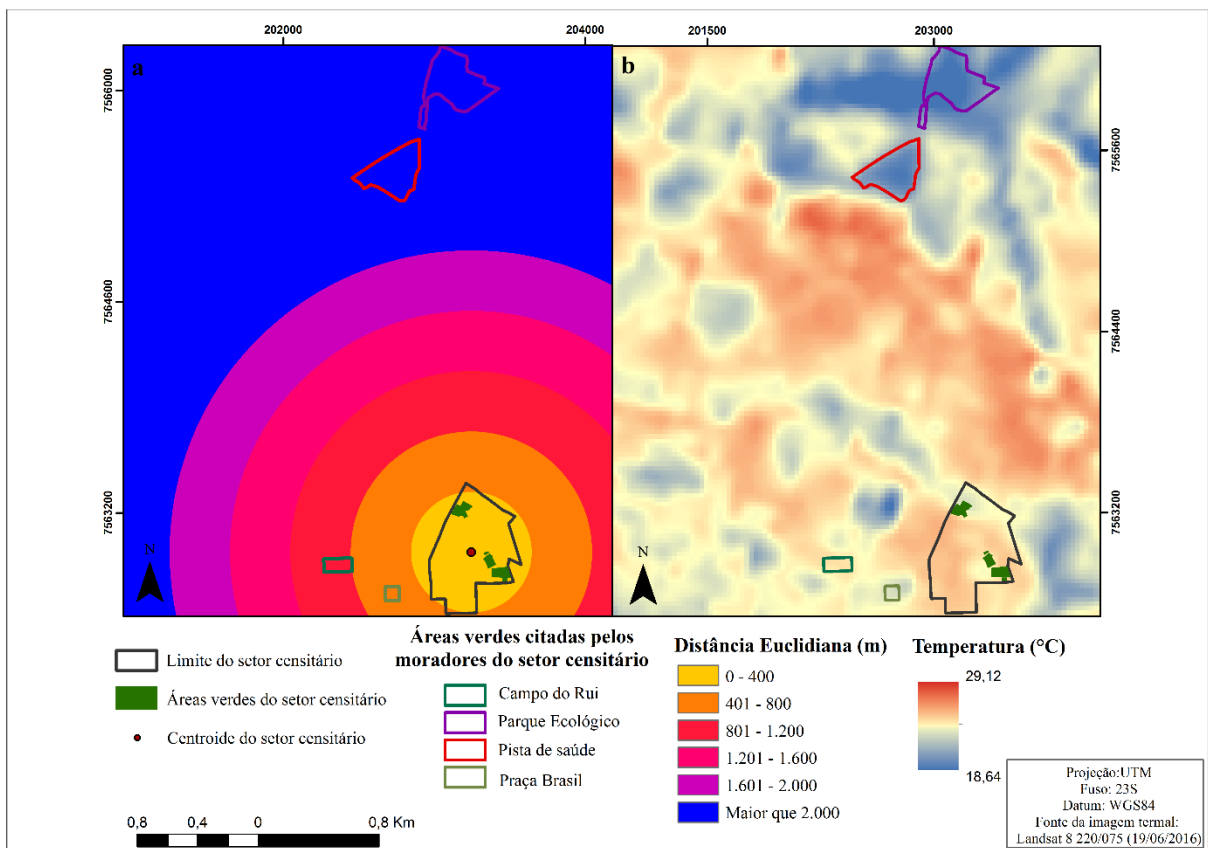 202000
204000
201500
203000
a
b
7566000
7564600
7563200
7565600
7564400
7563200
N
N
Limite do setor censitário
Áreas verdes do setor censitário
Centroide do setor censitário
0,8 0,4 0 0,8 Km
Áreas verdes citadas pelos
moradores do setor censitário
Campo do Rui
Parque Ecológico
Pista de saúde
Praça Brasil
Distância Euclidiana (m)
0 - 400
401 - 800
801 - 1.200
1.201 - 1.600
1.601 - 2.000
Maior que 2.000
Temperatura (°C)
29,12
18,64
Projeção:UTM
Fuso: 23S
Datum: WGS84
Fonte da imagem termal:
Landsat 8 220/075 (19/06/2016)